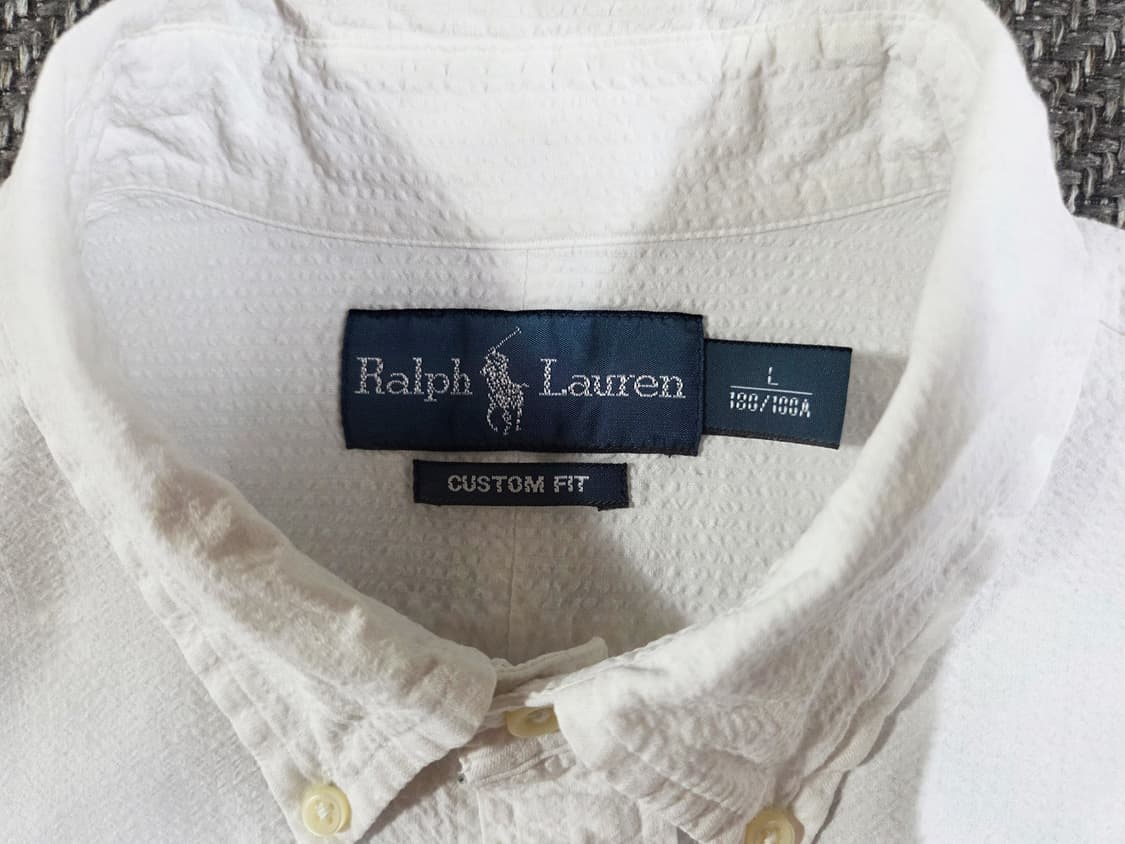 Ralph Lauren
L
180/100A
CUSTOM FIT